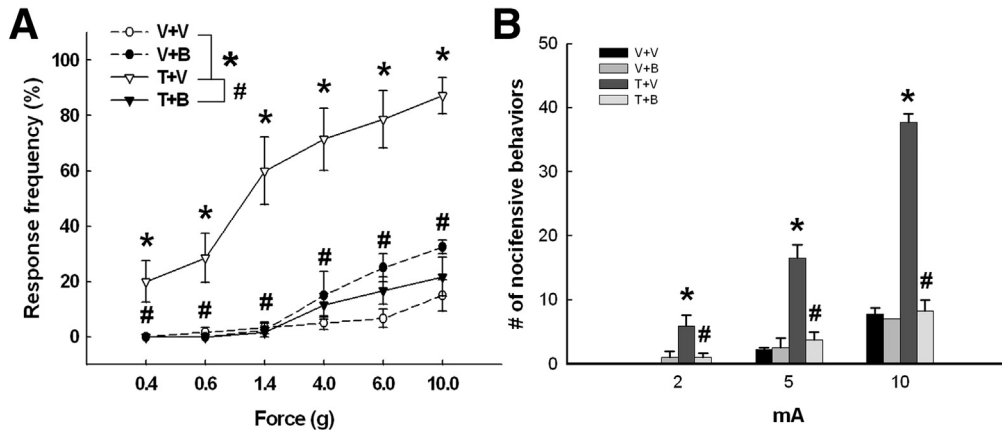 A
V+V
V+B
T+V
T+B
*
#
Response frequency (%)
100
80
60
40
20
0
* * * * * *
# # # # # #
0.4 0.6 1.4 4.0 6.0 10.0
Force (g)
B
V+V
V+B
T+V
T+B
# of nocifensive behaviors
50
40
30
20
10
0
* * *
# # #
2 5 10
mA